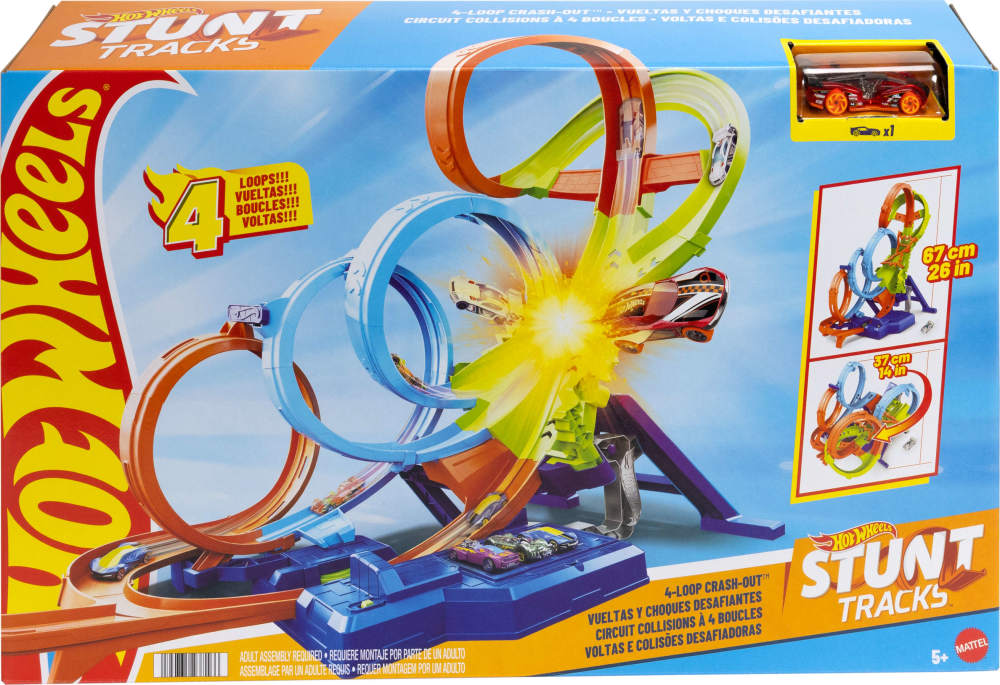 Hot Wheels
STUNT
TRACKS
4-LOOP CRASH-OUT™ • VUELTAS Y CHOQUES DESAFIANTES
CIRCUIT COLLISIONS À 4 BOUCLES • VOLTAS E COLISÕES DESAFIADORAS
x1
Hot Wheels®
4
LOOPS!!!
VUELTAS!!!
BOUCLES!!!
VOLTAS!!!
67 cm
26 in
37 cm
14 in
Hot Wheels
STUNT
TRACKS™
4-LOOP CRASH-OUT™
VUELTAS Y CHOQUES DESAFIANTES
CIRCUIT COLLISIONS À 4 BOUCLES
VOLTAS E COLISÕES DESAFIADORAS
ADULT ASSEMBLY REQUIRED • REQUIERE MONTAJE POR PARTE DE UN ADULTO
ASSEMBLAGE PAR UN ADULTE REQUIS • REQUER MONTAGEM POR UM ADULTO
5+
MATTEL